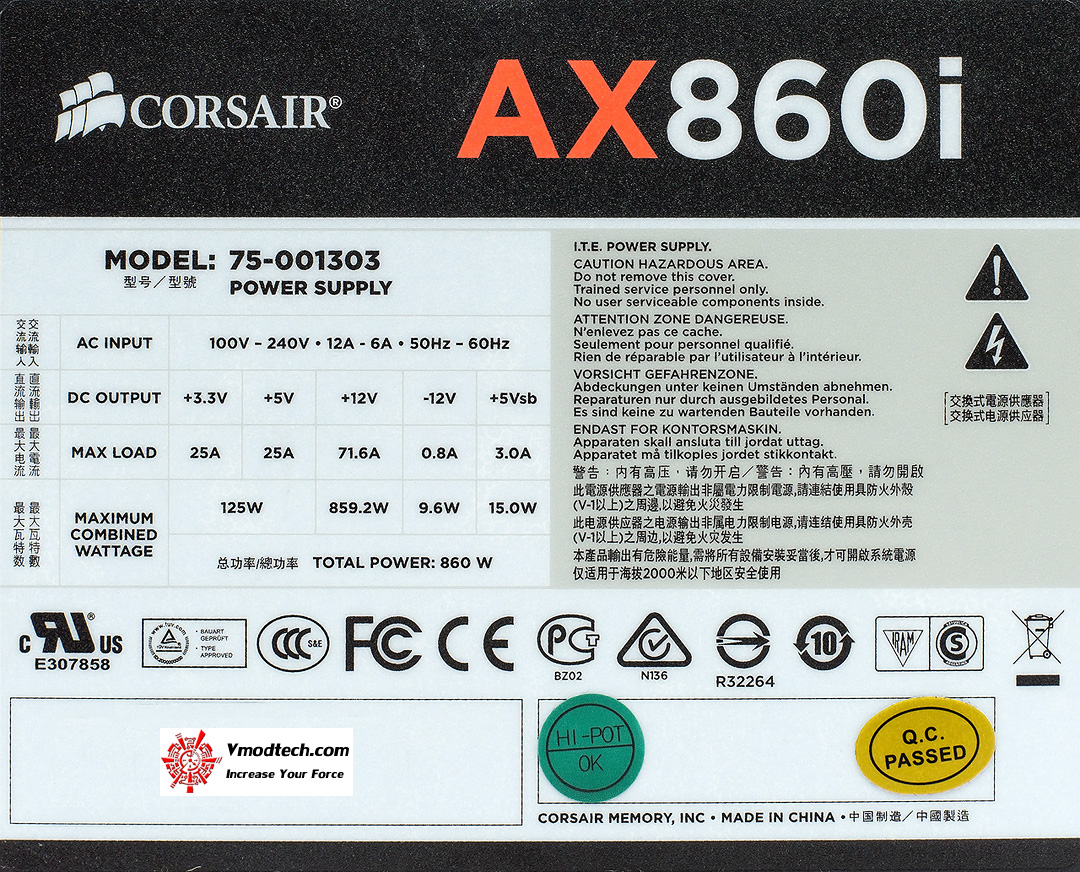 CORSAIR®
AX860i
MODEL: 75-001303
型号/型號
POWER SUPPLY
交流输入
交流輸入
AC INPUT
100V – 240V • 12A - 6A • 50Hz – 60Hz
直流输出
直流輸出
DC OUTPUT +3.3V +5V +12V -12V +5Vsb
最大电流
最大電流
MAX LOAD 25A 25A 71.6A 0.8A 3.0A
最大瓦特数
最大瓦特數
MAXIMUM
COMBINED
WATTAGE
125W 859.2W 9.6W 15.0W
总功率/總功率 TOTAL POWER: 860 W
I.T.E. POWER SUPPLY.
CAUTION HAZARDOUS AREA.
Do not remove this cover.
Trained service personnel only.
No user serviceable components inside.
ATTENTION ZONE DANGEREUSE.
N'enlevez pas ce cache.
Seulement pour personnel qualifié.
Rien de réparable par l'utilisateur à l'intérieur.
VORSICHT GEFAHRENZONE.
Abdeckungen unter keinen Umständen abnehmen.
Reparaturen nur durch ausgebildetes Personal.
Es sind keine zu wartenden Bauteile vorhanden.
ENDAST FOR KONTORSMASKIN.
Apparaten skall ansluta till jordat uttag.
Apparatet må tilkoples jordet stikkontakt.
警告：内有高压，请勿开启/警告：內有高壓，請勿開啟
此電源供應器之電源輸出非屬電力限制電源,請連結使用具防火外殼
(V-1以上)之周邊,以避免火災發生
此电源供应器之电源输出非属电力限制电源,请连结使用具防火外壳
(V-1以上)之周边,以避免火灾发生
本產品輸出有危險能量,需將所有設備安裝妥當後,才可開啟系統電源
仅适用于海拔2000米以下地区安全使用
交換式電源供應器
交换式电源供应器
c RU US
®
E307858
www.tuv.com
BAUART
GEPRÜFT
TYPE
APPROVED
CCC S&E
FC
CE
PCT
BZ02
N136
R32264
10
IRAM
S
Vmodtech.com
Increase Your Force
HI-POT
OK
Q.C.
PASSED
CORSAIR MEMORY, INC • MADE IN CHINA • 中国制造/中國製造